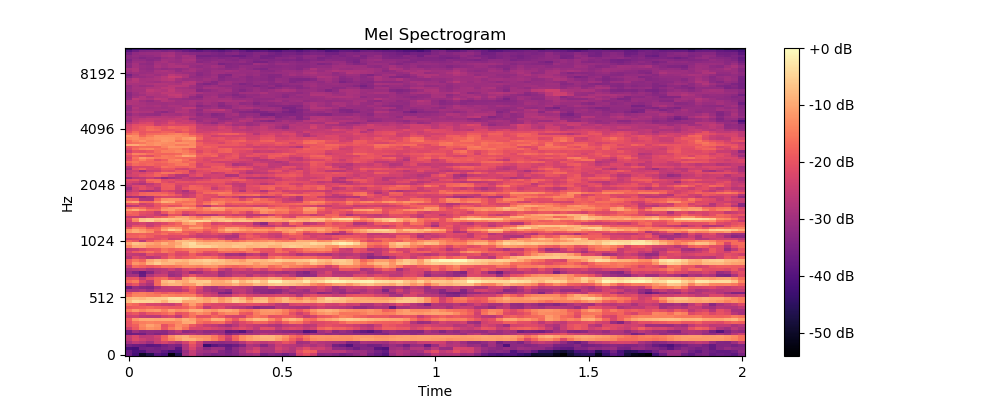 Mel Spectrogram
Hz
8192
4096
2048
1024
512
0
0 0.5 1 1.5 2
Time
+0 dB
-10 dB
-20 dB
-30 dB
-40 dB
-50 dB